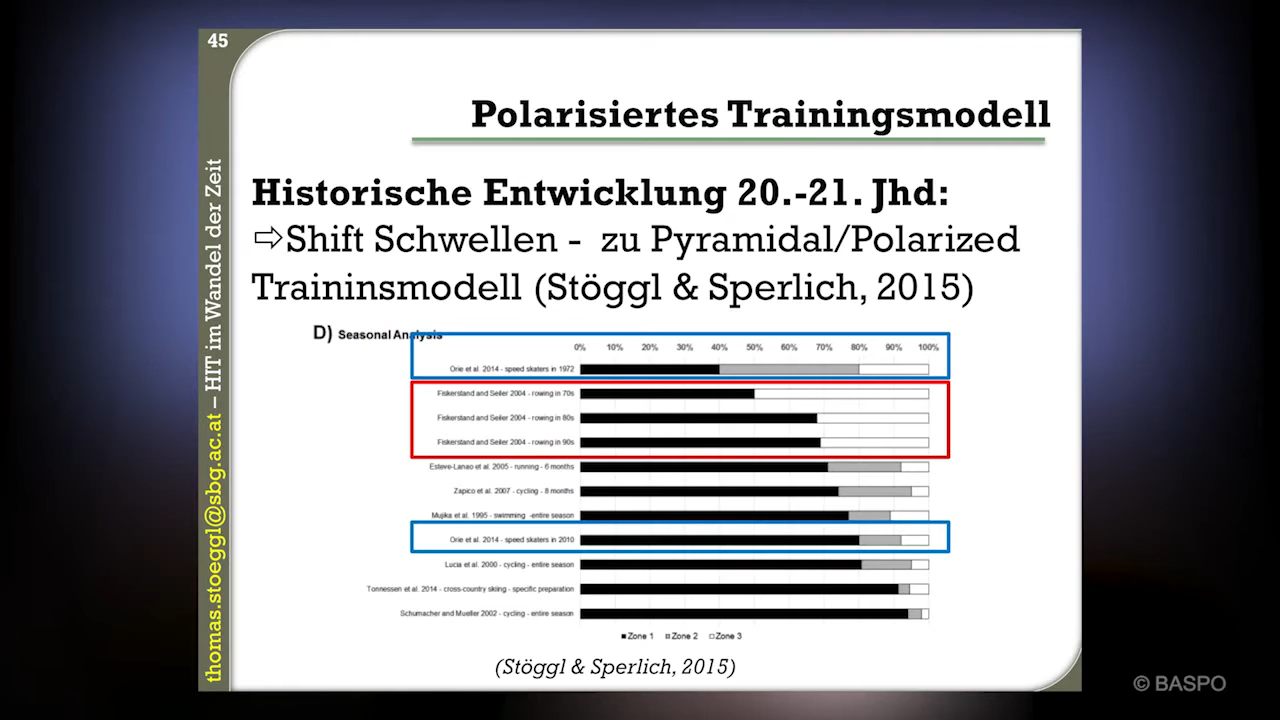 45
Polarisiertes Trainingsmodell
Historische Entwicklung 20.-21. Jhd:
⇨Shift Schwellen - zu Pyramidal/Polarized
Traininsmodell (Stöggl & Sperlich, 2015)
D) Seasonal Analysis
0% 10% 20% 30% 40% 50% 60% 70% 80% 90% 100%
Orie et al. 2014 - speed skaters in 1972
Fiskerstand and Seiler 2004 - rowing in 70s
Fiskerstand and Seiler 2004 - rowing in 80s
Fiskerstand and Seiler 2004 - rowing in 90s
Esteve-Lanao et al. 2005 - running - 6 months
Zapico et al. 2007 - cycling - 8 months
Mujika et al. 1995 - swimming -entire season
Orie et al. 2014 - speed skaters in 2010
Lucia et al. 2000 - cycling - entire season
Tonnessen et al. 2014 - cross-country skiing - specific preparation
Schumacher and Mueller 2002 - cycling - entire season
Zone 1 Zone 2 Zone 3
(Stöggl & Sperlich, 2015)
thomas.stoeggl@sbg.ac.at – HIT im Wandel der Zeit
© BASPO